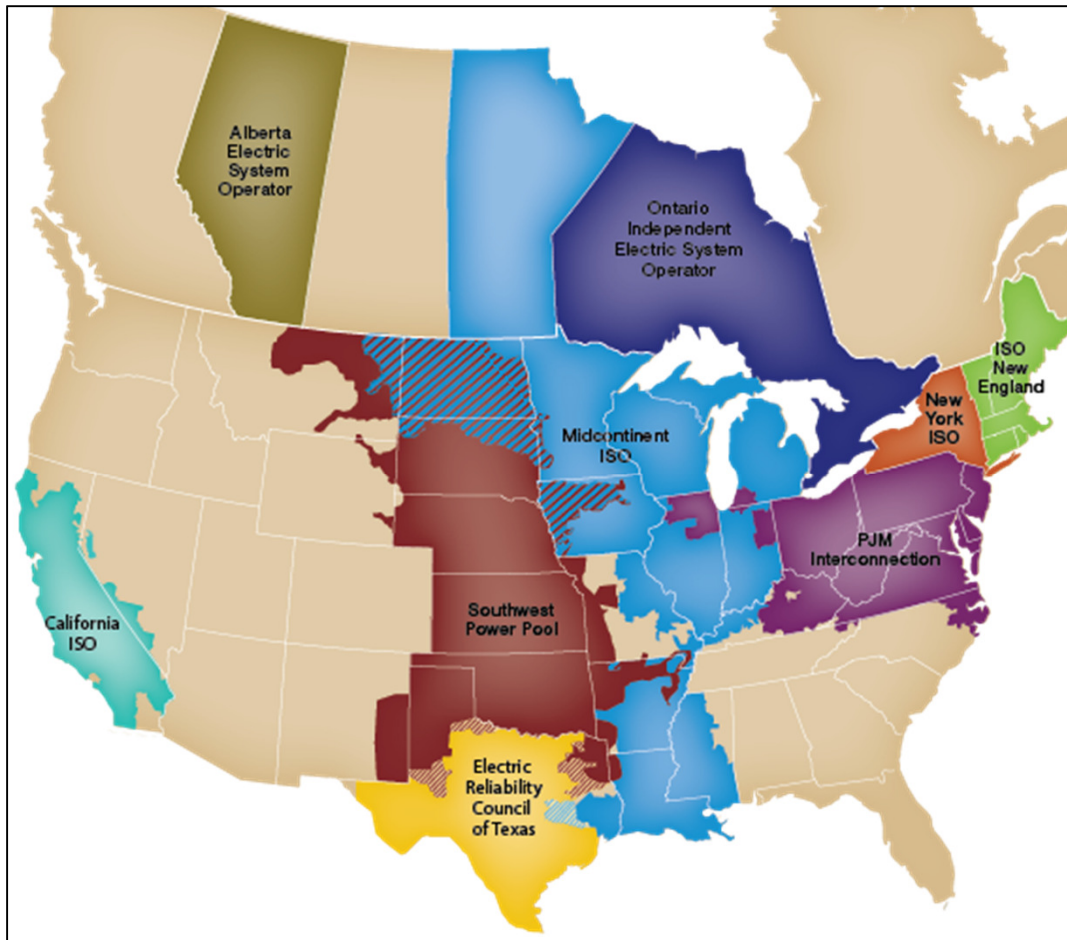 Alberta
Electric
System
Operator
Ontario
Independent
Electric System
Operator
ISO
New
England
New
York
ISO
Midcontinent
ISO
PJM
Interconnection
Southwest
Power Pool
California
ISO
Electric
Reliability
Council
of Texas